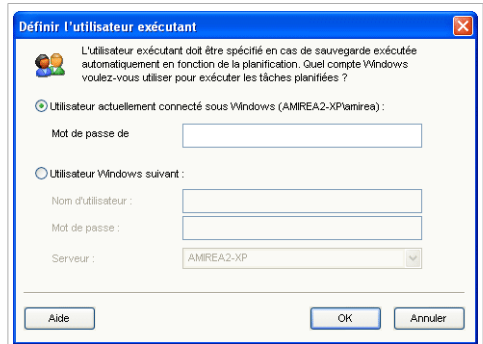 Définir l'utilisateur exécutant
L'utilisateur exécutant doit être spécifié en cas de sauvegarde exécutée
automatiquement en fonction de la planification. Quel compte Windows
voulez-vous utiliser pour exécuter les tâches planifiées ?
Utilisateur actuellement connecté sous Windows (AMIREA2-XP\amirea) :
Mot de passe de
Utilisateur Windows suivant :
Nom d'utilisateur :
Mot de passe :
Serveur :
AMIREA2-XP
Aide
OK
Annuler